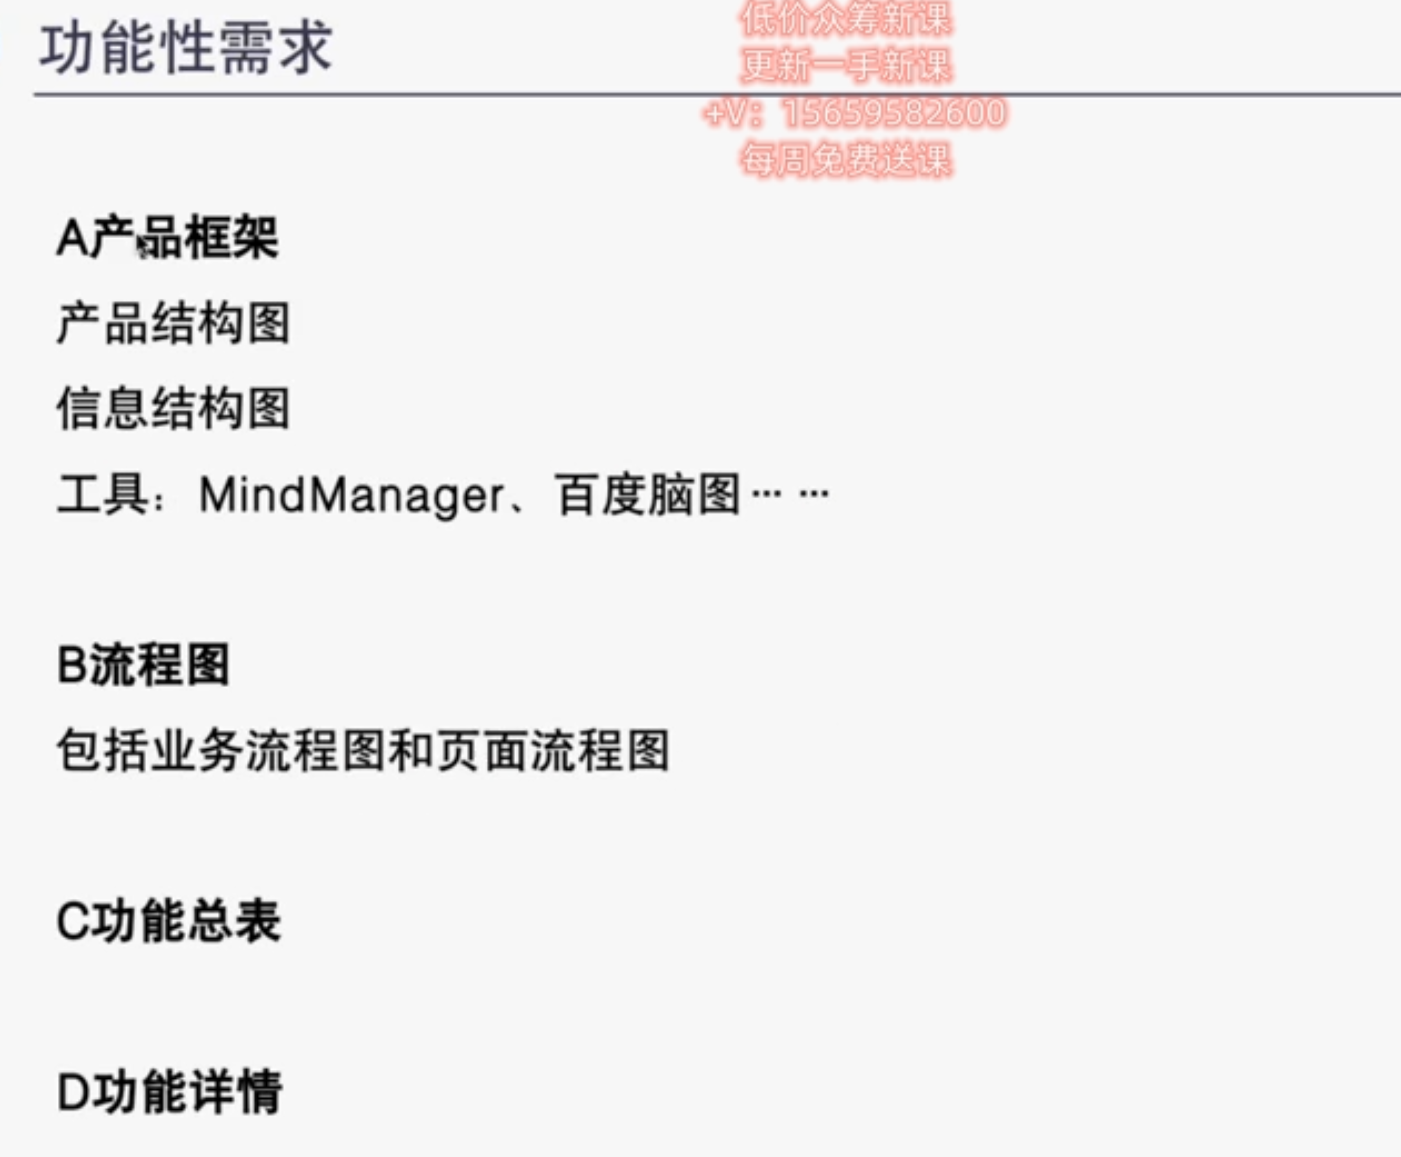 功能性需求
低价众筹新课
更新一手新课
+V：15659582600
每周免费送课
A产品框架
产品结构图
信息结构图
工具：MindManager、百度脑图… …
B流程图
包括业务流程图和页面流程图
C功能总表
D功能详情